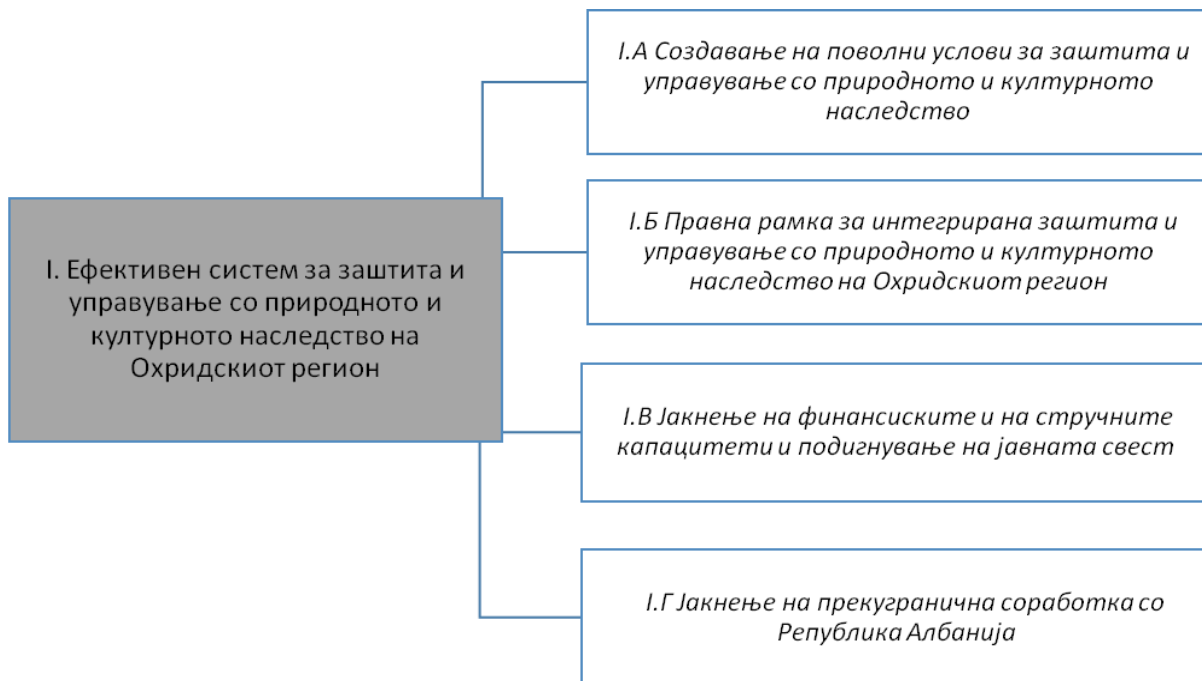 I. Ефективен систем за заштита и
управување со природното и
културното наследство на
Охридскиот регион
I.А Создавање на поволни услови за заштита и
управување со природното и културното
наследство
I.Б Правна рамка за интегрирана заштита и
управување со природното и културното
наследство на Охридскиот регион
I.В Јакнење на финансиските и на стручните
капацитети и подигнување на јавната свест
I.Г Јакнење на прекугранична соработка со
Република Албанија